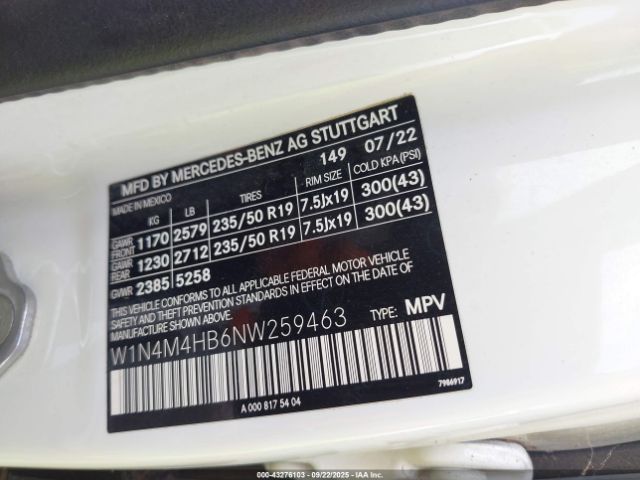 MFD BY MERCEDES-BENZ AG STUTTGART
MADE IN MEXICO 149 07/22
KG LB TIRES RIM SIZE COLD KPA(PSI)
GAWR FRONT 1170 2579 235/50 R19 7.5Jx19 300(43)
GAWR REAR 1230 2712 235/50 R19 7.5Jx19 300(43)
GVWR 2385 5258
THIS VEHICLE CONFORMS TO ALL APPLICABLE FEDERAL MOTOR VEHICLE
SAFETY AND THEFT PREVENTION STANDARDS IN EFFECT ON THE DATE
OF MANUFACTURE SHOWN ABOVE.
W1N4M4HB6NW259463 TYPE: MPV
A 000 817 54 04 7986917
000-43276103 - 09/22/2025 - IAA Inc.